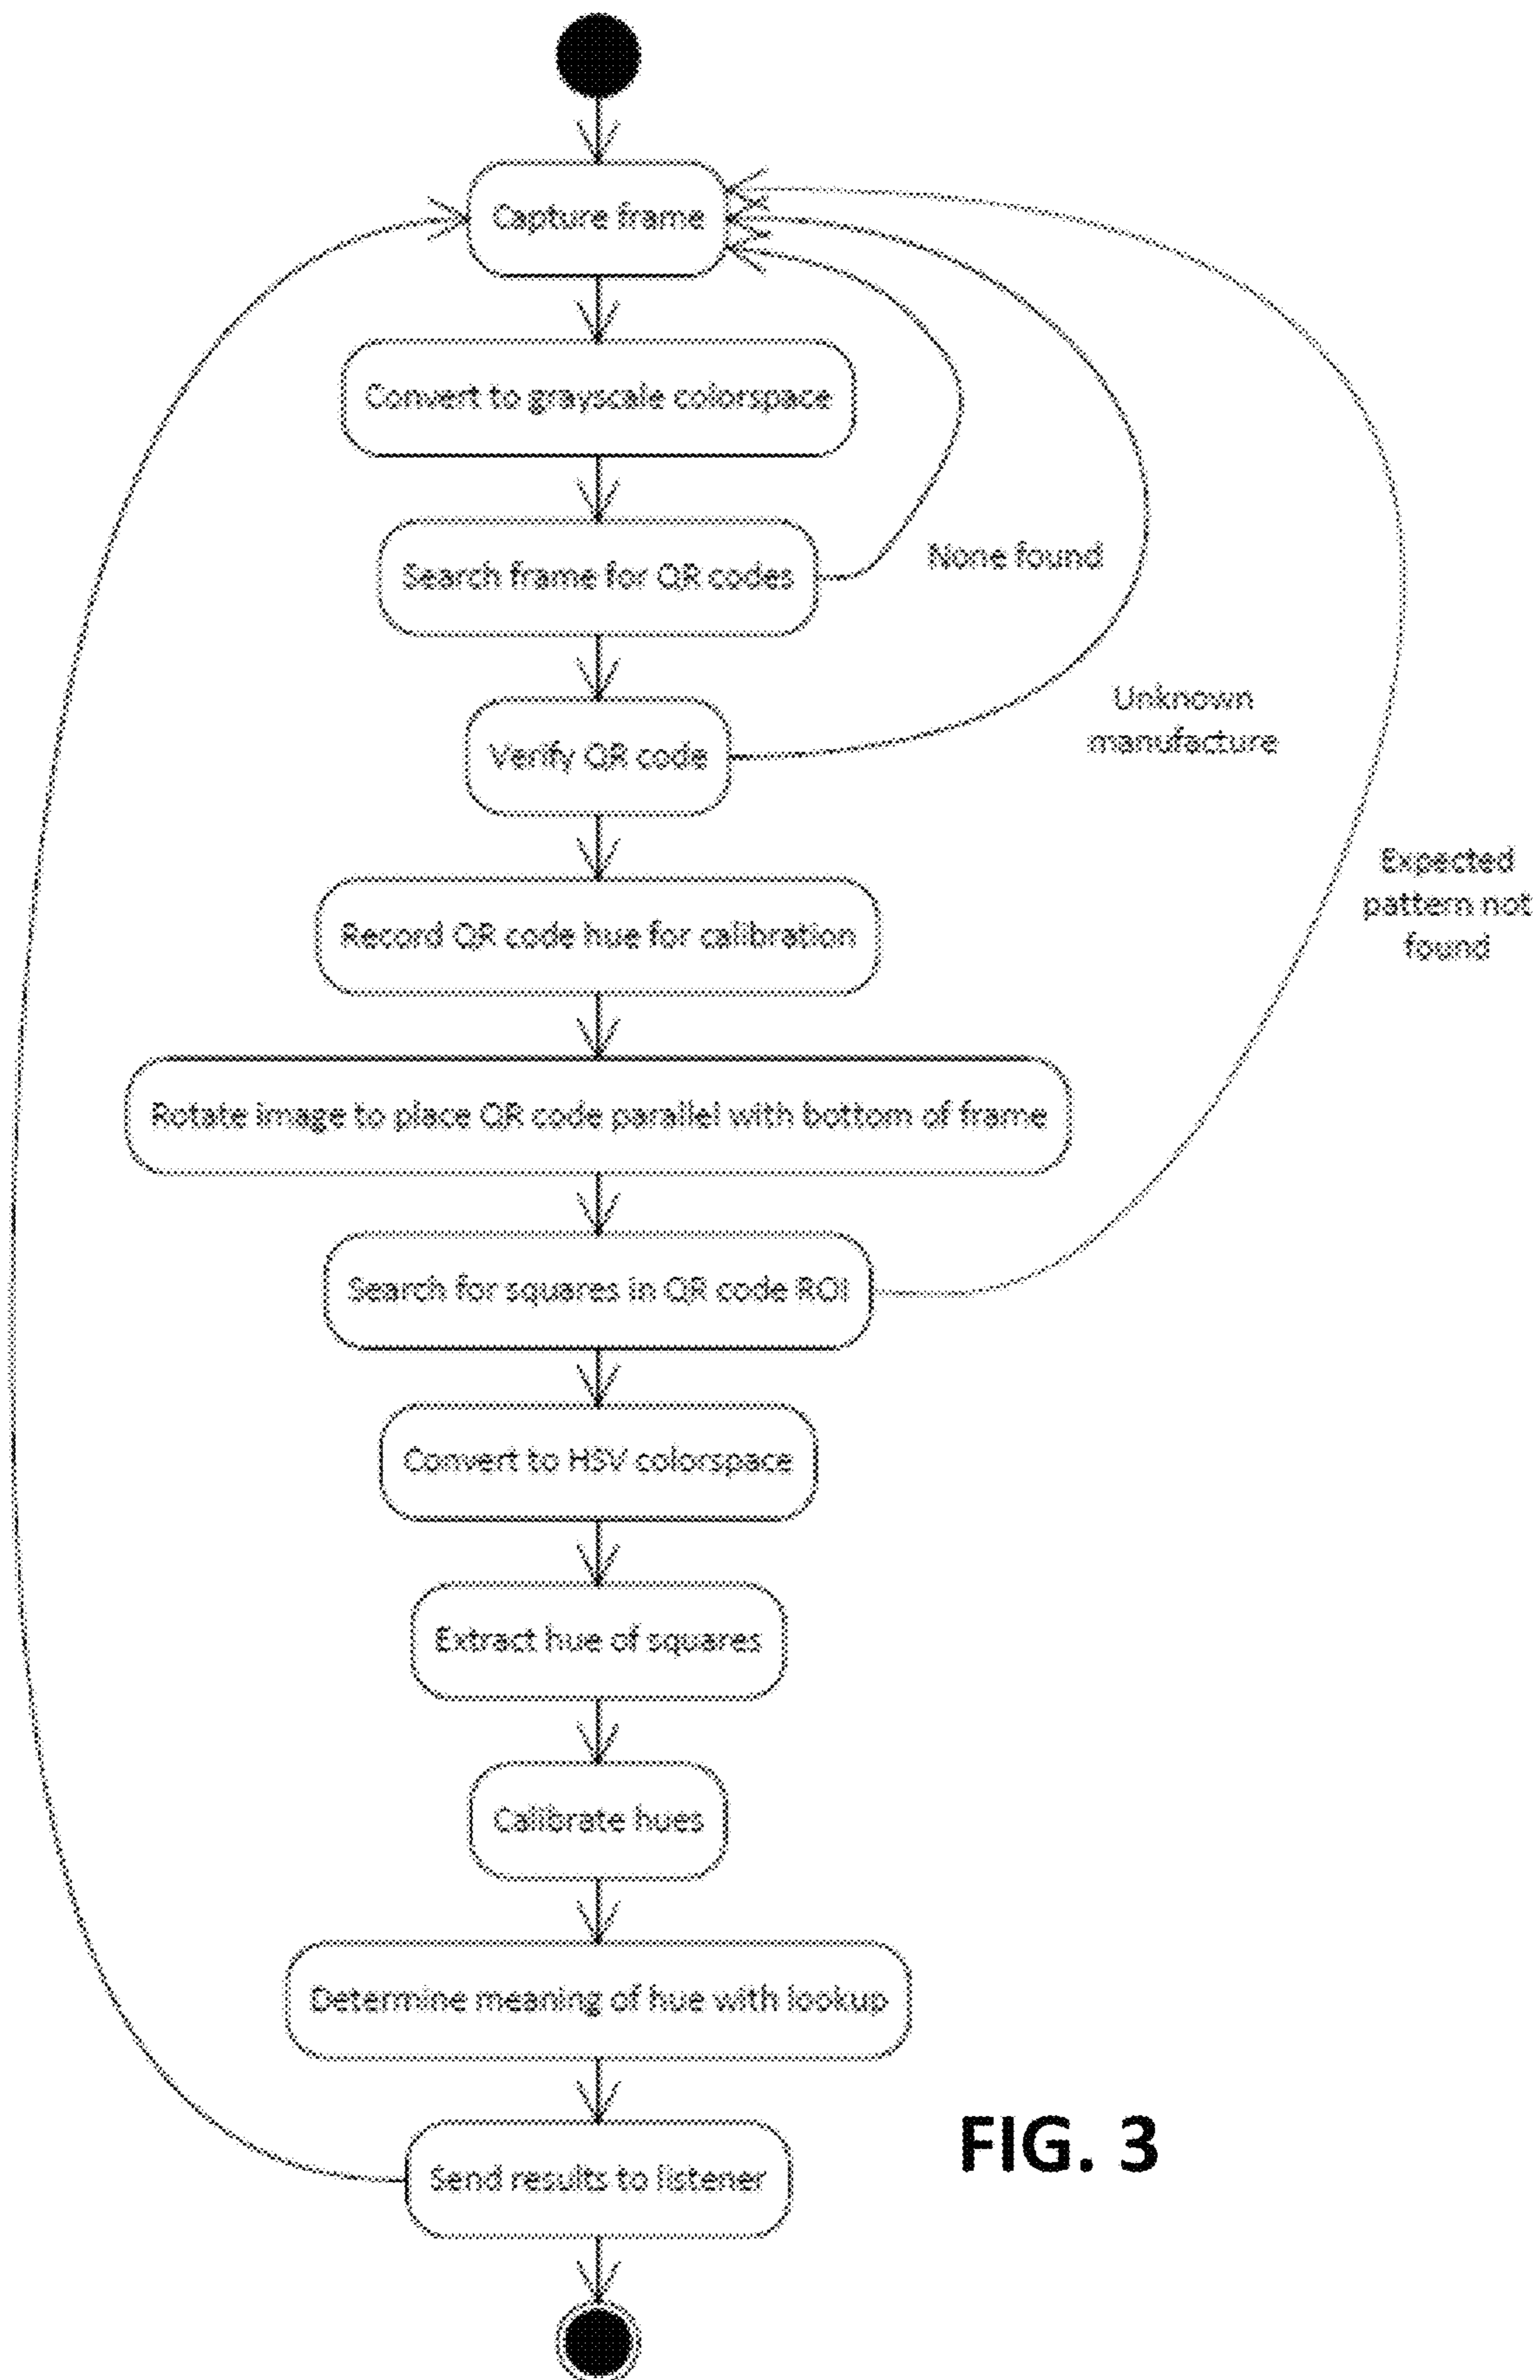 Capture frame
Convert to grayscale colorspace
Search frame for QR codes
None found
Verify QR code
Unknown
manufacture
Record QR code hue for calibration
Expected
pattern not
found
Rotate image to place QR code parallel with bottom of frame
Search for squares in QR code ROI
Convert to HSV colorspace
Extract hue of squares
Calibrate hues
Determine meaning of hue with lookup
Send results to listener
FIG. 3